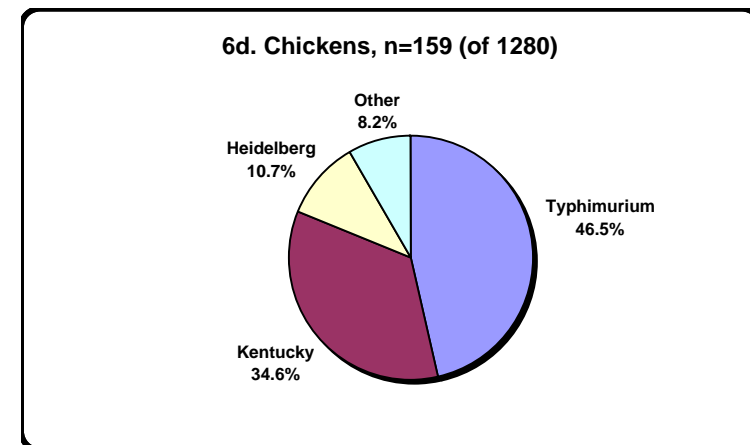 6d. Chickens, n=159 (of 1280)
Other
8.2%
Heidelberg
10.7%
Typhimurium
46.5%
Kentucky
34.6%